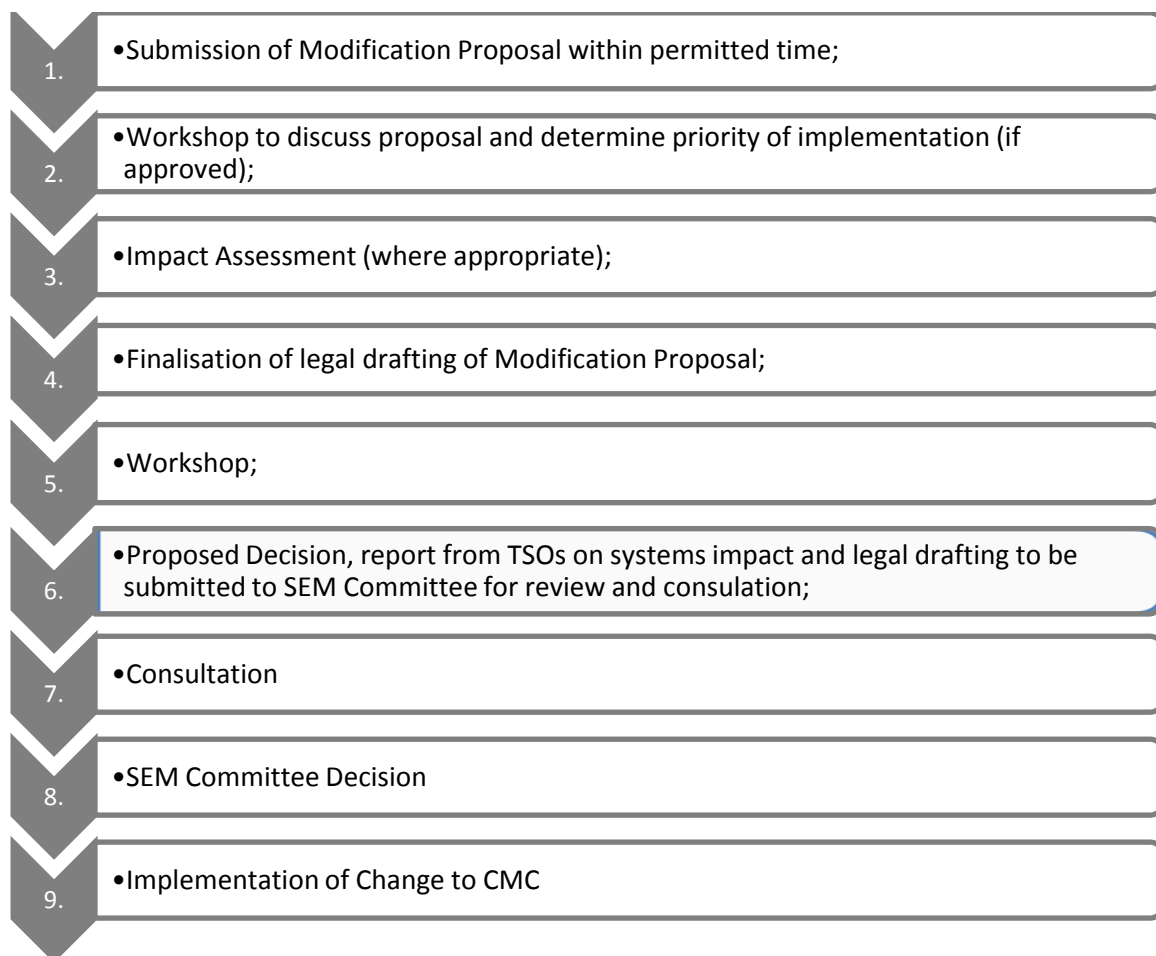 1.
•Submission of Modification Proposal within permitted time;
2.
•Workshop to discuss proposal and determine priority of implementation (if
approved);
3.
•Impact Assessment (where appropriate);
4.
•Finalisation of legal drafting of Modification Proposal;
5.
•Workshop;
6.
•Proposed Decision, report from TSOs on systems impact and legal drafting to be
submitted to SEM Committee for review and consulation;
7.
•Consultation
8.
•SEM Committee Decision
9.
•Implementation of Change to CMC